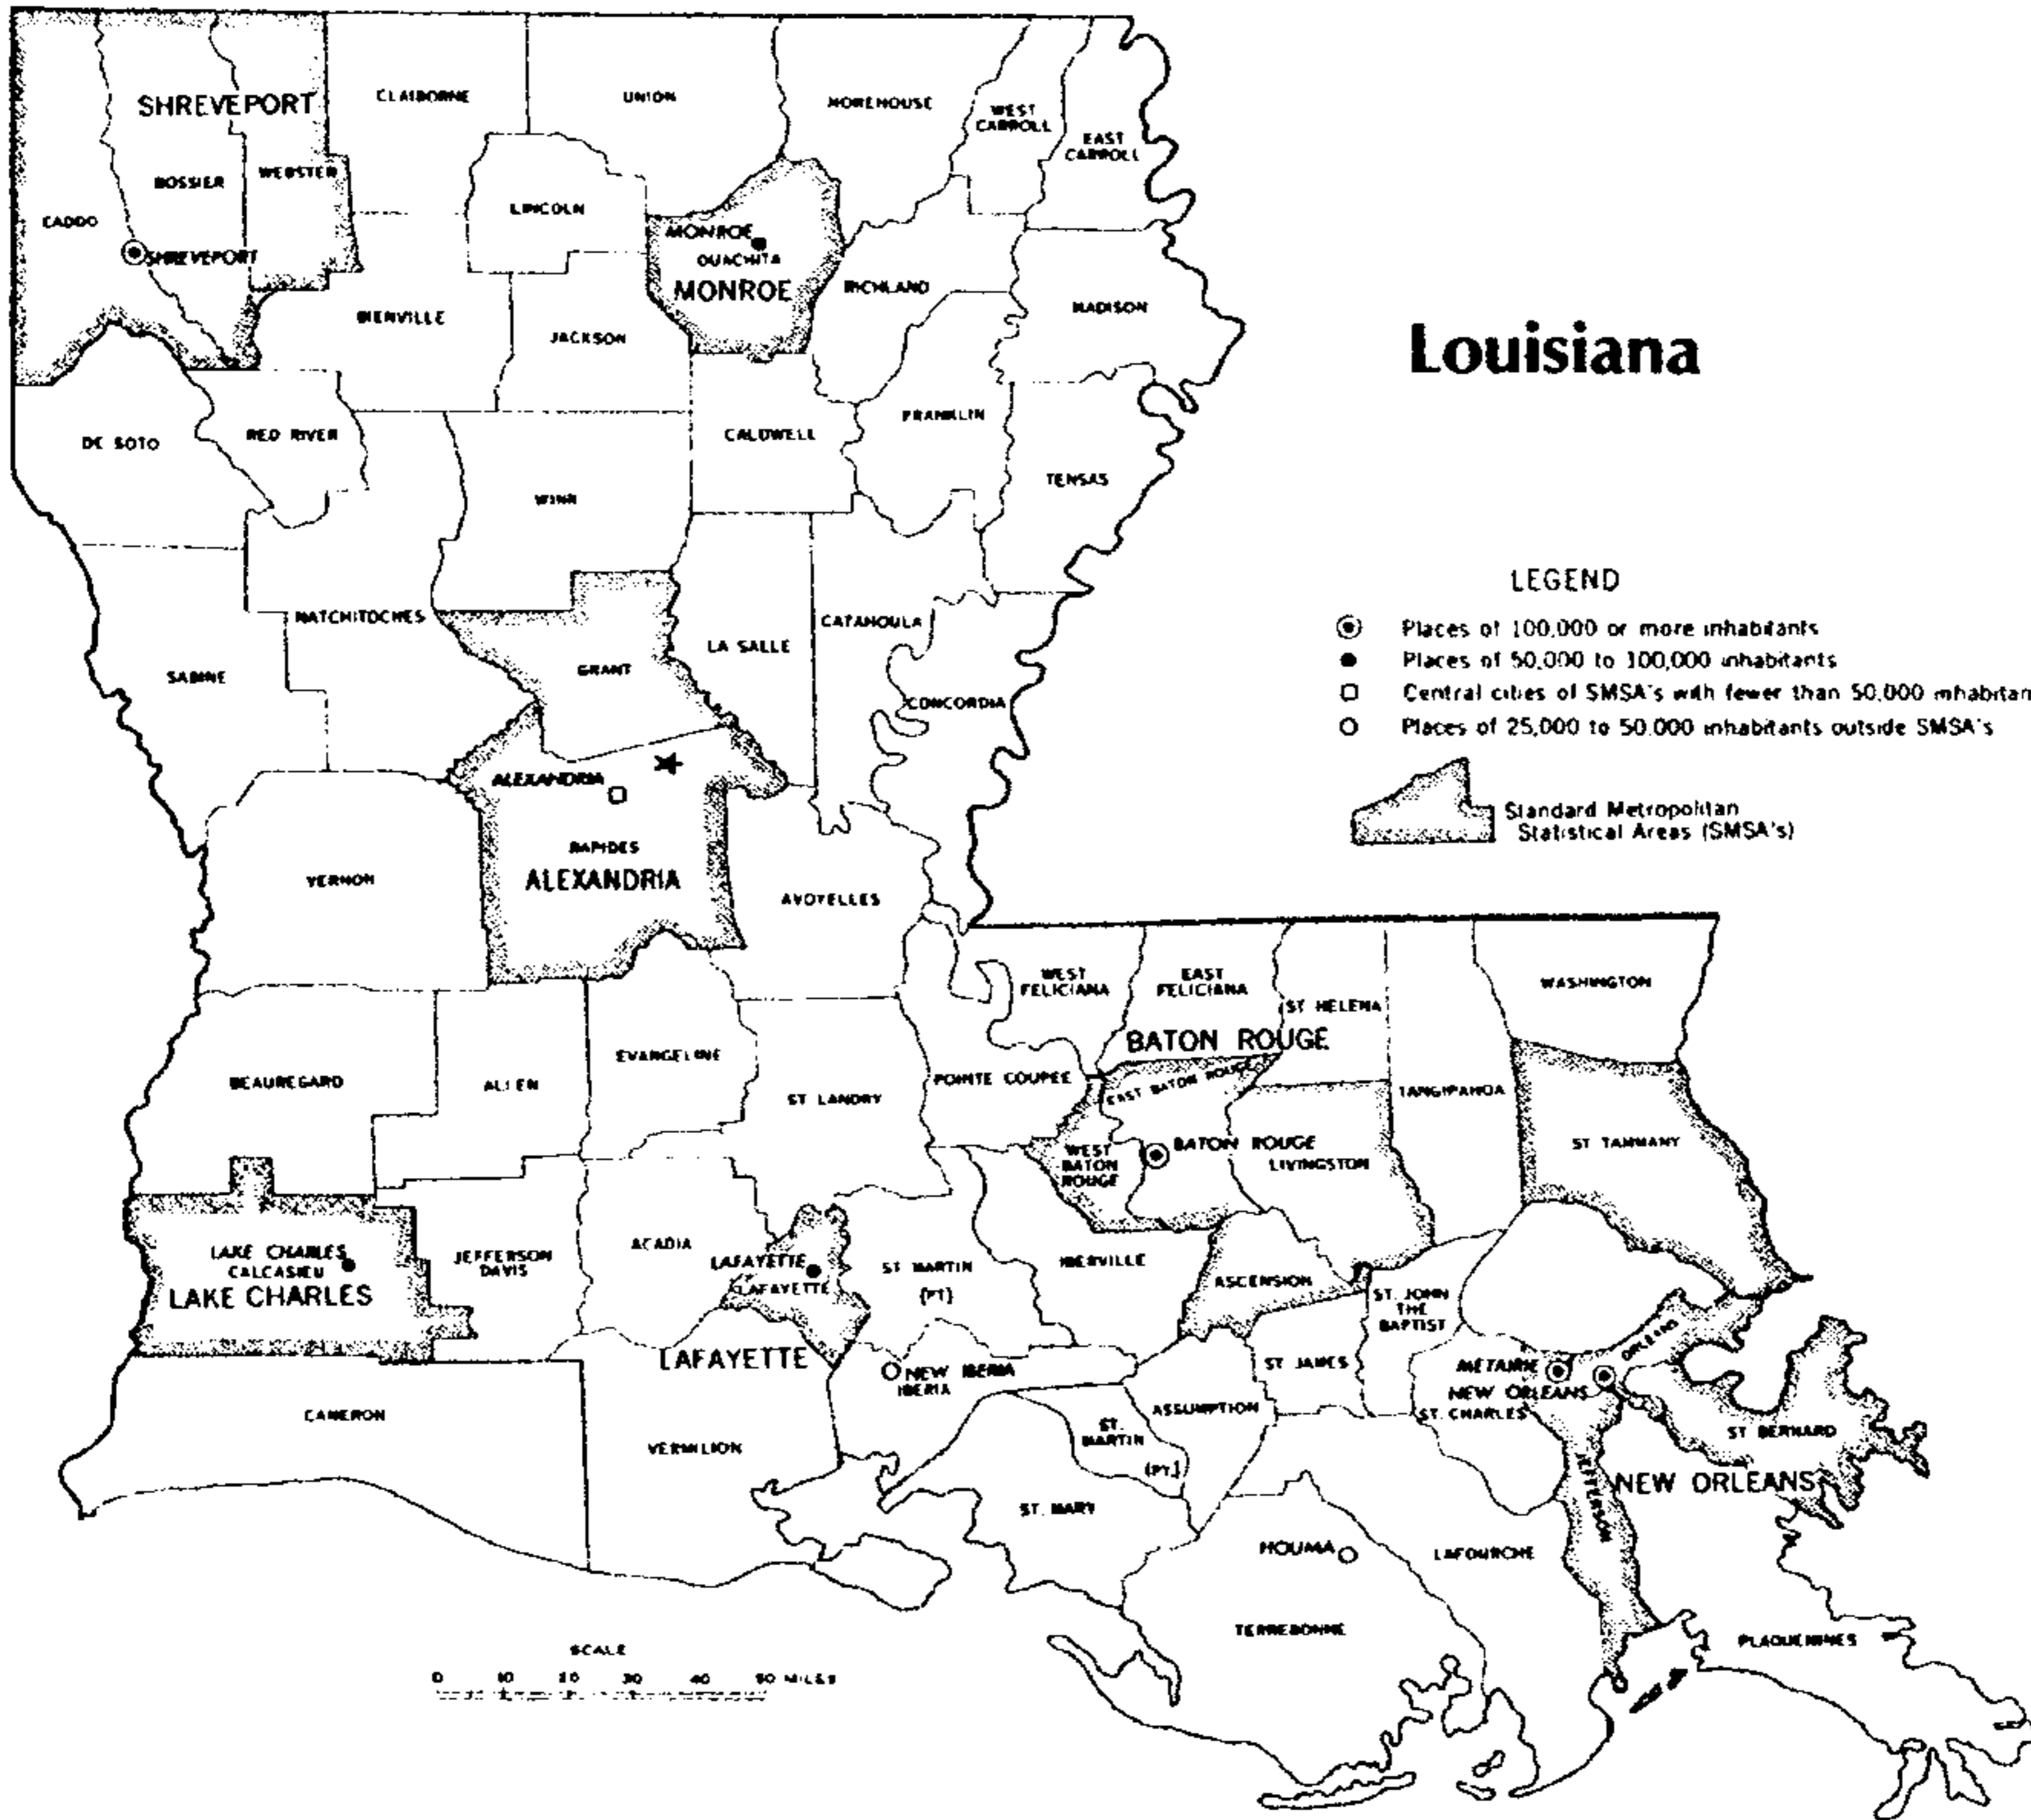 SHREVEPORT
CLAIBORNE
UNION
MOREHOUSE
WEST
CARROLL
EAST
CARROLL
BOSSIER
WEBSTER
CADDO
LINCOLN
SHREVEPORT
MONROE
OUACHITA
MONROE
RICHLAND
MADISON
BIENVILLE
JACKSON
Louisiana
DE SOTO
RED RIVER
CALDWELL
FRANKLIN
TENSAS
WINN
NATCHITOCHES
SABINE
GRANT
LA SALLE
CATAHOULA
CONCORDIA
LEGEND
Places of 100,000 or more inhabitants
Places of 50,000 to 100,000 inhabitants
Central cities of SMSA's with fewer than 50,000 inhabitan
Places of 25,000 to 50,000 inhabitants outside SMSA's
Standard Metropolitan
Statistical Areas (SMSA's)
ALEXANDRIA
RAPIDES
ALEXANDRIA
VERNON
AVOYELLES
WEST
FELICIANA
EAST
FELICIANA
ST HELENA
WASHINGTON
BATON ROUGE
BEAUREGARD
ALLEN
EVANGELINE
ST LANDRY
POINTE COUPEE
EAST BATON ROUGE
TANGIPAHOA
ST TAMMANY
WEST
BATON
ROUGE
BATON ROUGE
LIVINGSTON
LAKE CHARLES
CALCASIEU
LAKE CHARLES
JEFFERSON
DAVIS
ACADIA
LAFAYETTE
LAFAYETTE
LAFAYETTE
ST MARTIN
(PT)
IBERVILLE
ASCENSION
ST. JOHN
THE
BAPTIST
ORLEANS
NEW IBERIA
IBERIA
ST JAMES
METAIRIE
NEW ORLEANS
ST. CHARLES
ST BERNARD
CAMERON
VERMILION
ASSUMPTION
ST.
MARTIN
(PT.)
ST. MARY
JEFFERSON
NEW ORLEANS
HOUMA
LAFOURCHE
TERREBONNE
PLAQUEMINES
SCALE
0 10 20 30 40 50 MILES